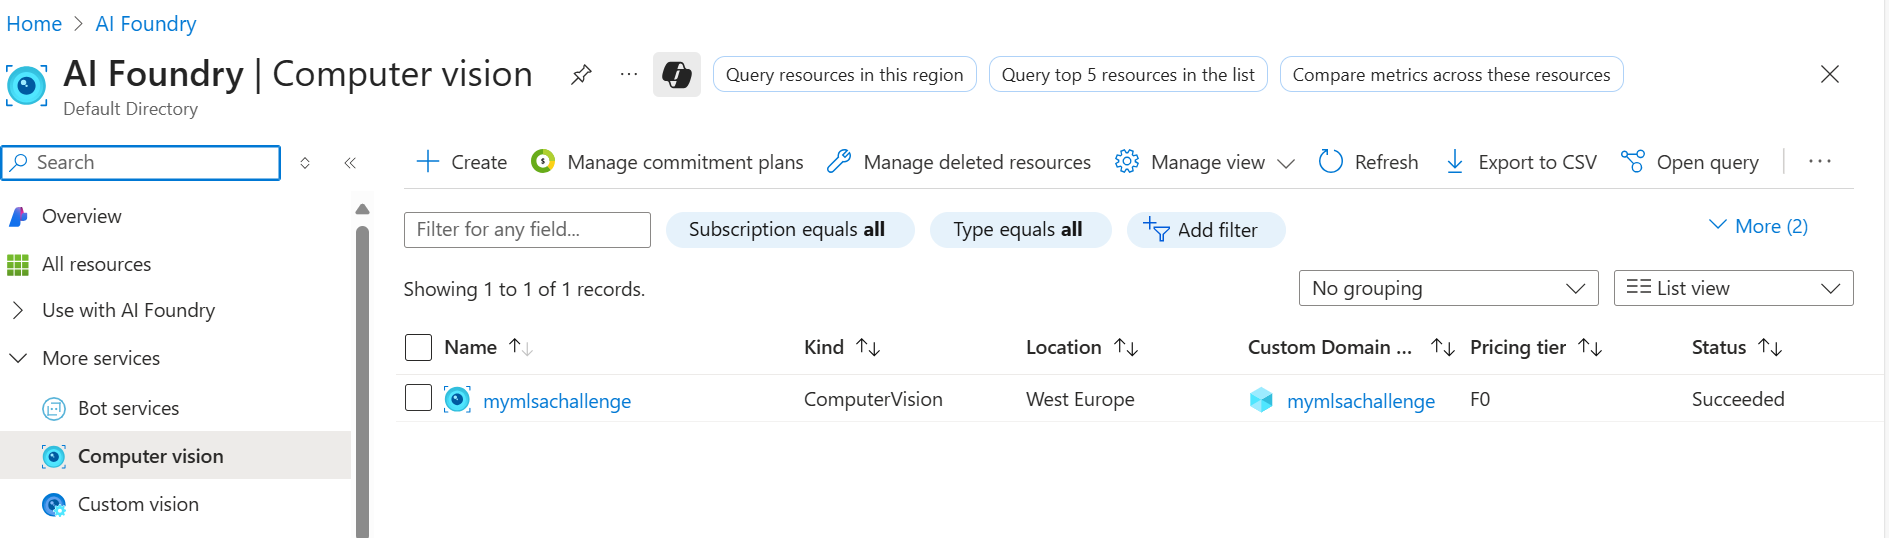 Home > AI Foundry
AI Foundry | Computer vision
Query resources in this region
Query top 5 resources in the list
Compare metrics across these resources
Default Directory
Search
Overview
All resources
Use with AI Foundry
More services
Bot services
Computer vision
Custom vision
Create
Manage commitment plans
Manage deleted resources
Manage view
Refresh
Export to CSV
Open query
Filter for any field...
Subscription equals all
Type equals all
Add filter
More (2)
Showing 1 to 1 of 1 records.
No grouping
List view
Name Kind Location Custom Domain ... Pricing tier Status
mymlsachallenge ComputerVision West Europe mymlsachallenge F0 Succeeded